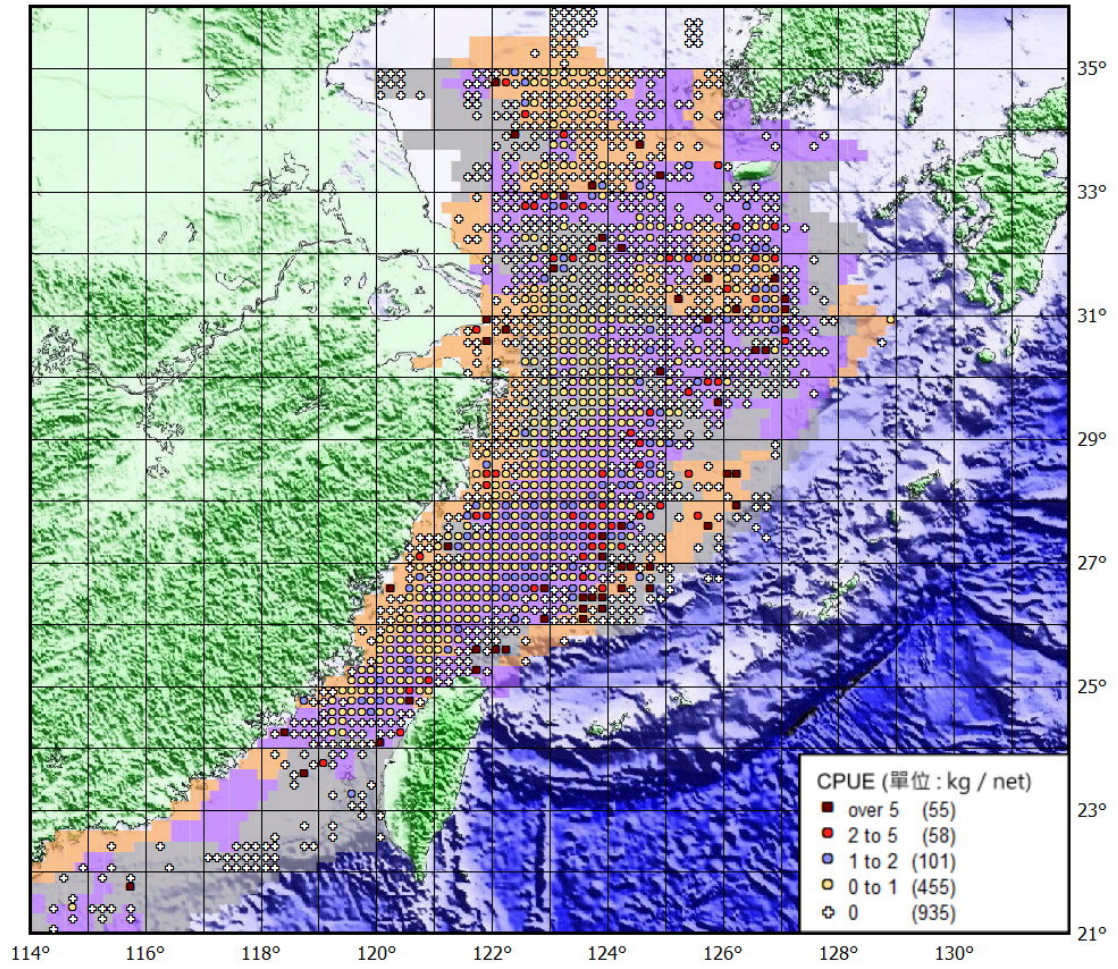 35°
33°
31°
29°
27°
25°
23°
21°
CPUE (單位 : kg / net)
over 5 (55)
2 to 5 (58)
1 to 2 (101)
0 to 1 (455)
0 (935)
114° 116° 118° 120° 122° 124° 126° 128° 130°